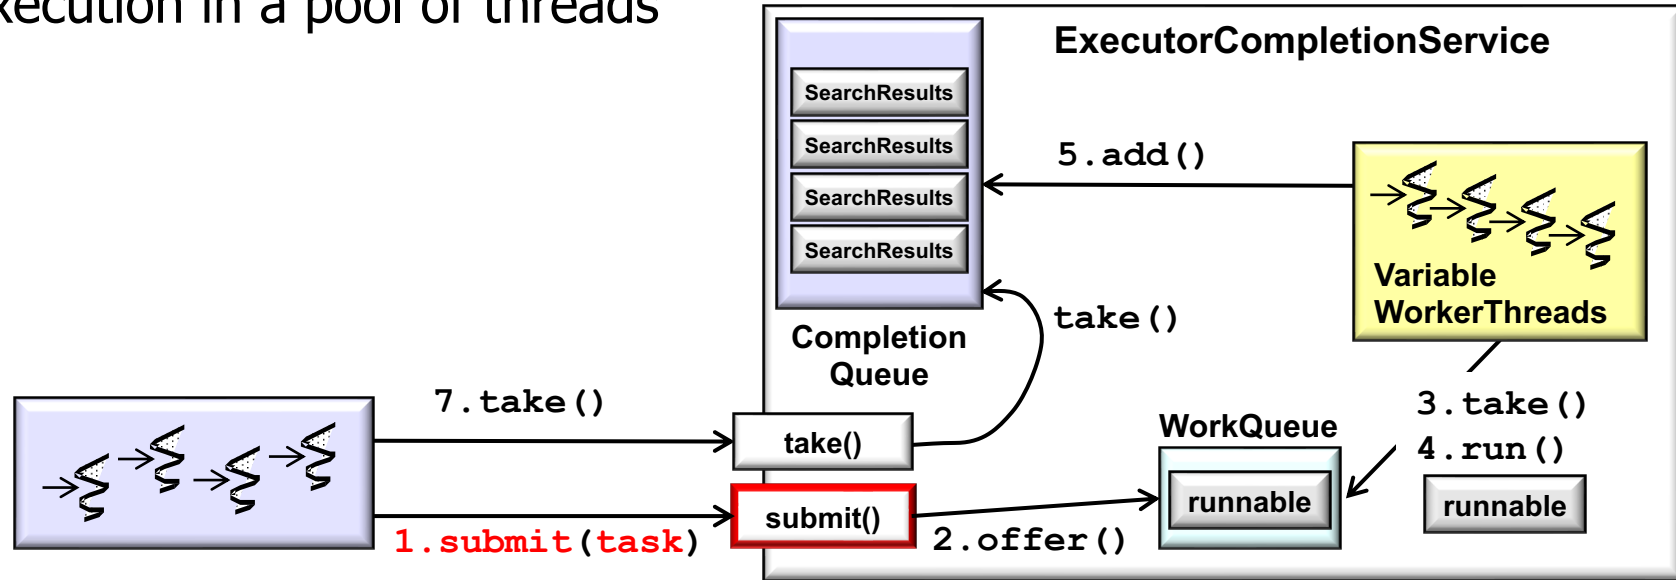 execution in a pool of threads
ExecutorCompletionService
SearchResults
SearchResults
SearchResults
SearchResults
5.add()
Variable
WorkerThreads
take()
Completion
Queue
7.take()
take()
WorkQueue
3.take()
4.run()
runnable
runnable
submit()
1.submit(task)
2.offer()